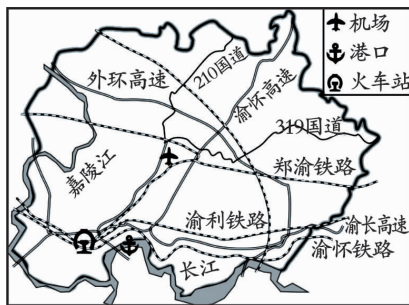 机场
港口
火车站
外环高速
210国道
渝怀高速
319国道
嘉陵江
郑渝铁路
渝利铁路
渝长高速
渝怀铁路
长江